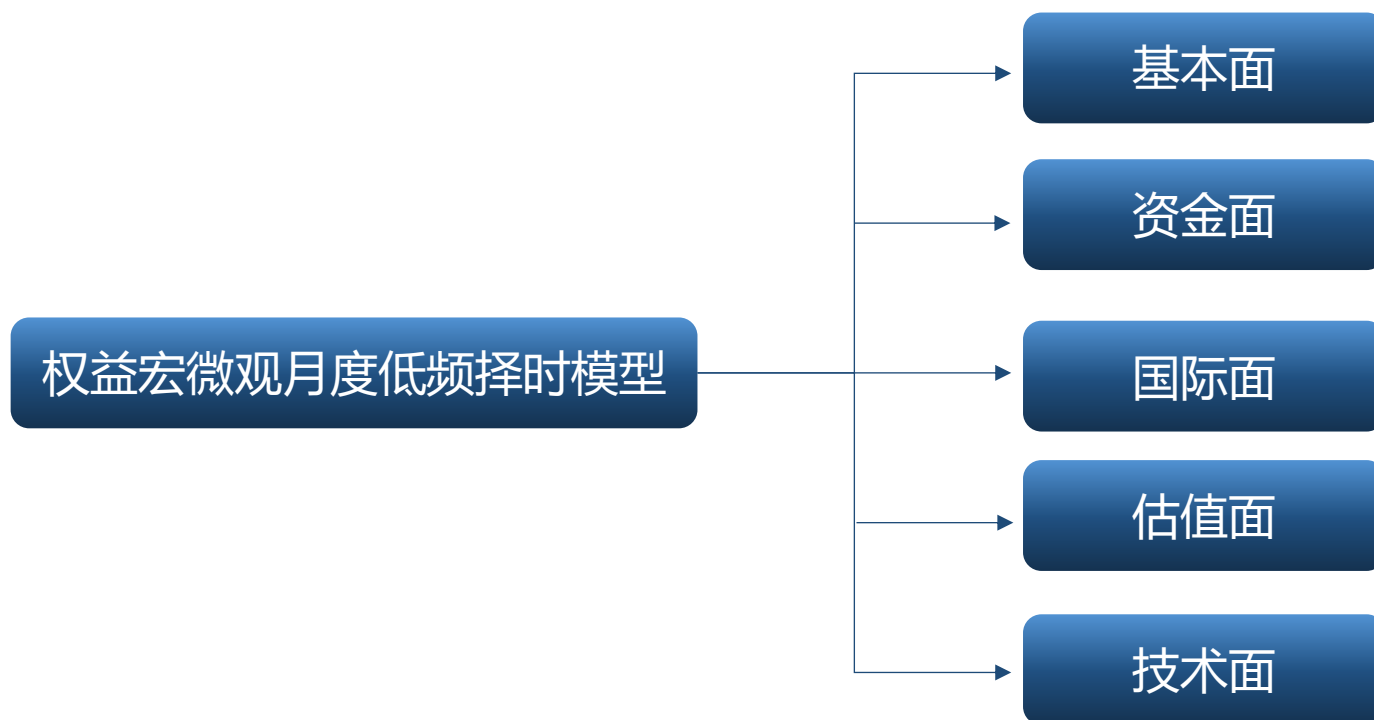 基本面
资金面
权益宏微观月度低频择时模型
国际面
估值面
技术面